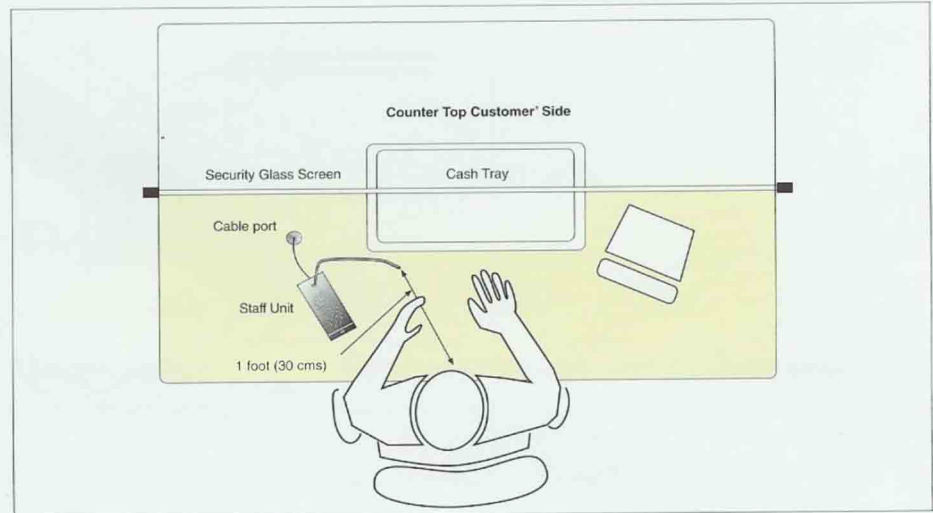 Counter Top Customer' Side
Security Glass Screen
Cash Tray
Cable port
Staff Unit
1 foot (30 cms)